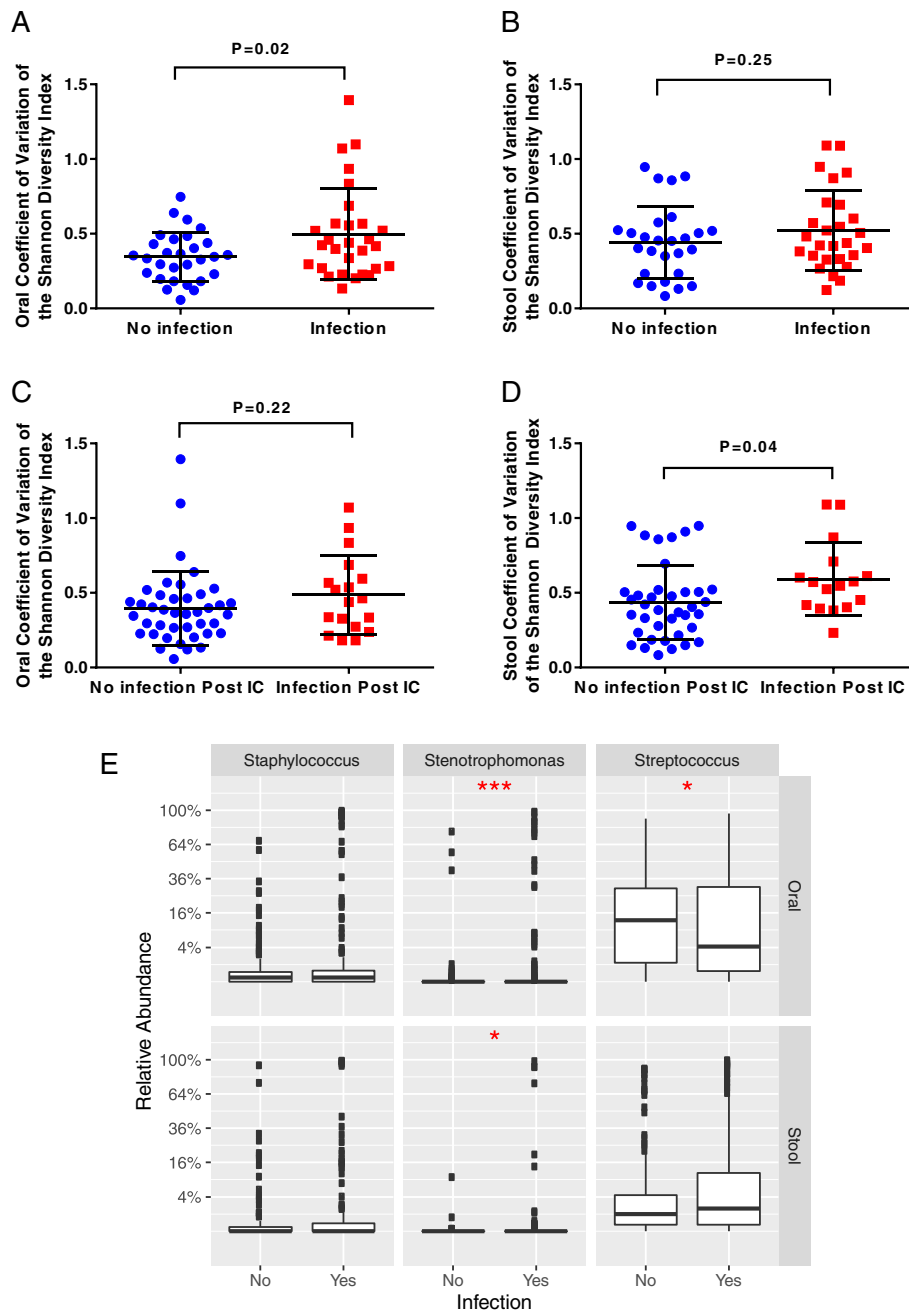 A
P=0.02
Oral Coefficient of Variation of
the Shannon Diversity Index
1.5
1.0
0.5
0.0
No infection
Infection
B
P=0.25
Stool Coefficient of Variation of
the Shannon Diversity Index
1.5
1.0
0.5
0.0
No infection
Infection
C
P=0.22
Oral Coefficient of Variation of
the Shannon Diversity Index
1.5
1.0
0.5
0.0
No infection Post IC
Infection Post IC
D
P=0.04
Stool Coefficient of Variation
of the Shannon Diversity Index
1.5
1.0
0.5
0.0
No infection Post IC
Infection Post IC
E
Staphylococcus
Stenotrophomonas
Streptococcus
***
*
Relative Abundance
100%
64%
36%
16%
4%
Oral
*
100%
64%
36%
16%
4%
Stool
No
Yes
No
Yes
No
Yes
Infection